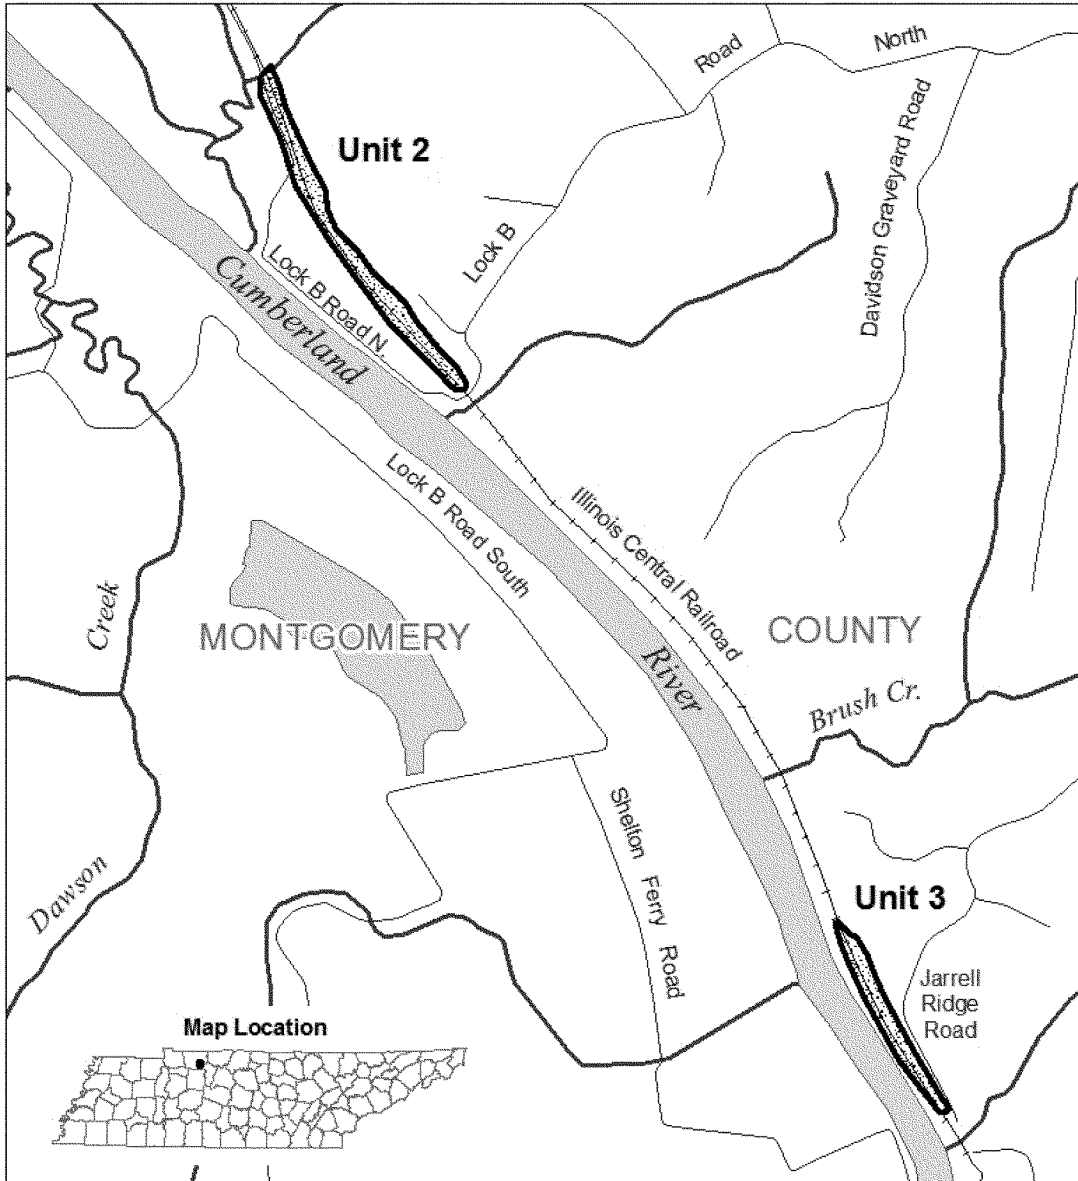 North
Road
Davidson Graveyard Road
Unit 2
Lock B
Lock B Road N.
Cumberland
Lock B Road South
Illinois Central Railroad
Creek
MONTGOMERY
COUNTY
River
Brush Cr.
Shelton Ferry Road
Dawson
Unit 3
Jarrell
Ridge
Road
Map Location